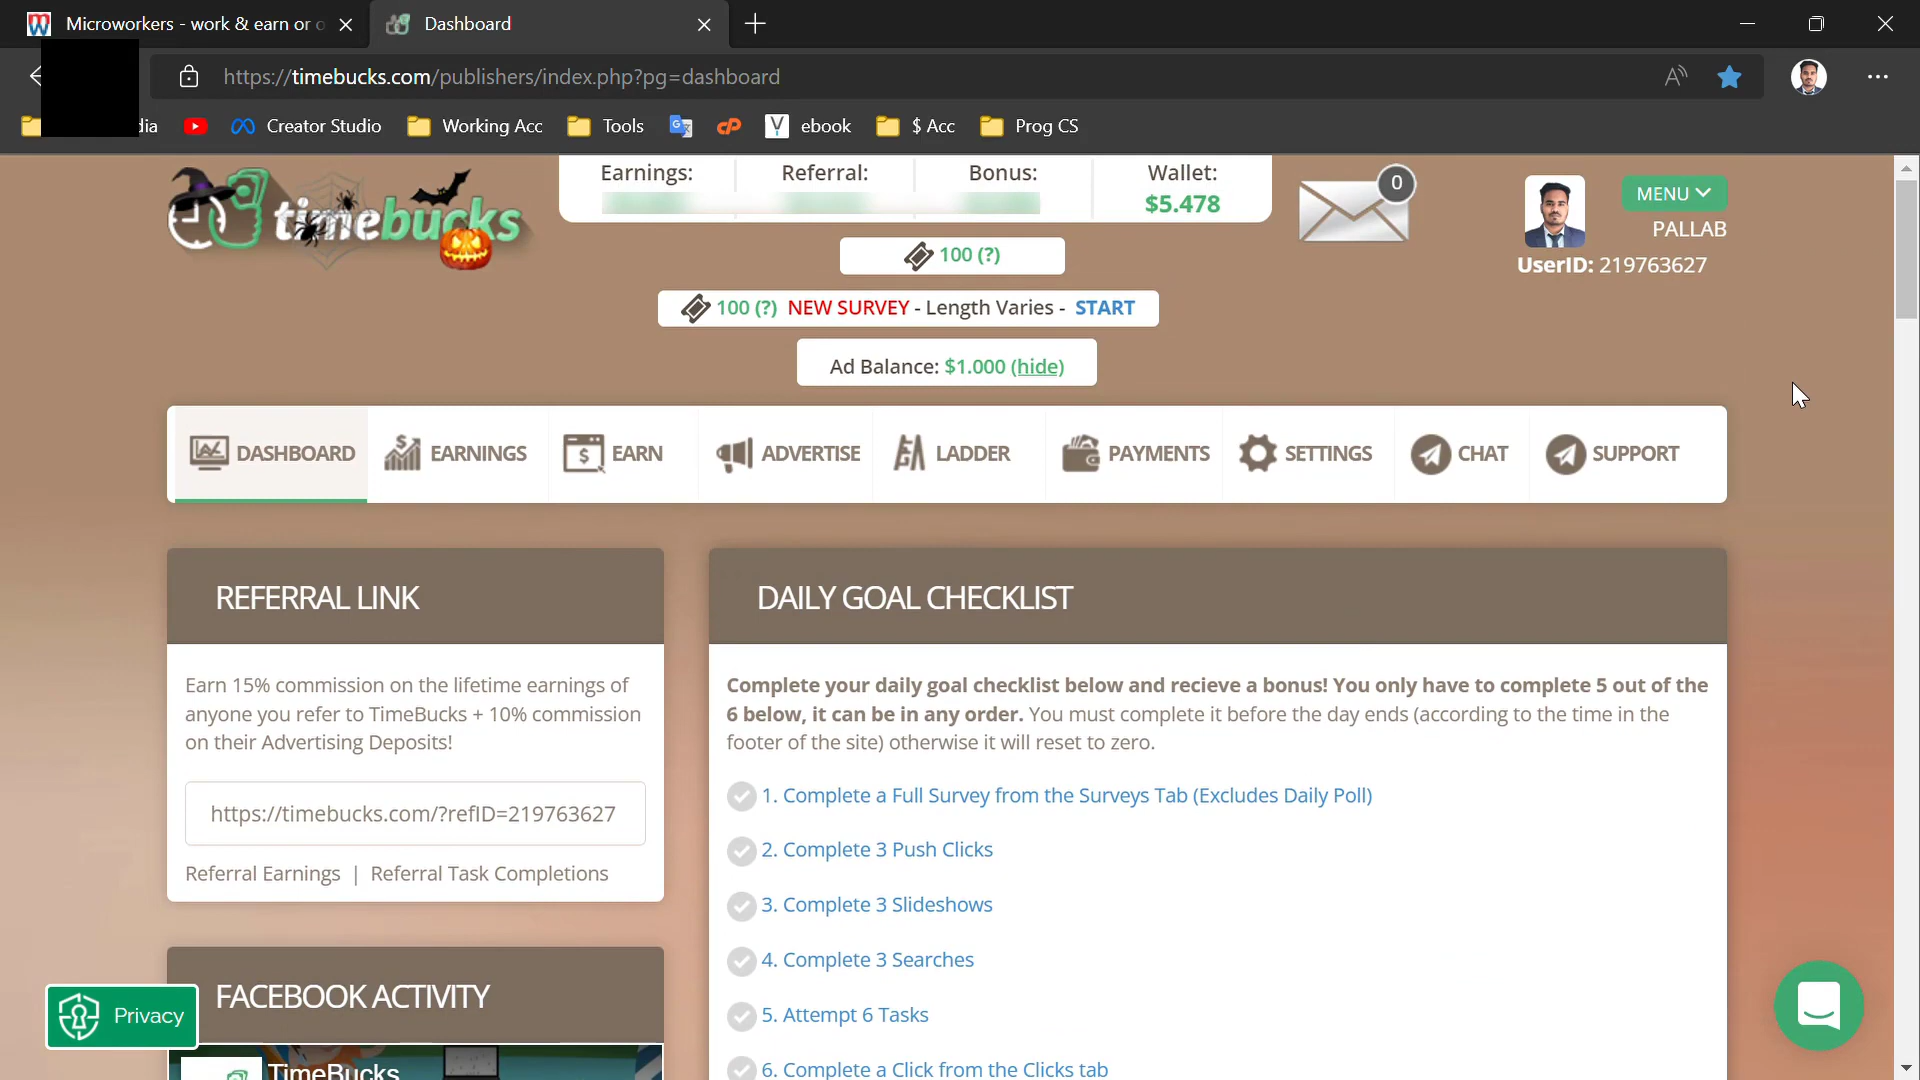 Microworkers - work & earn or o
Dashboard
https://timebucks.com/publishers/index.php?pg=dashboard
dia
Creator Studio
Working Acc
Tools
ebook
$ Acc
Prog CS
timebucks
Earnings:
Referral:
Bonus:
Wallet:
$5.478
0
MENU
PALLAB
UserID: 219763627
100 (?)
100 (?) NEW SURVEY - Length Varies - START
Ad Balance: $1.000 (hide)
DASHBOARD
EARNINGS
EARN
ADVERTISE
LADDER
PAYMENTS
SETTINGS
CHAT
SUPPORT
REFERRAL LINK
Earn 15% commission on the lifetime earnings of
anyone you refer to TimeBucks + 10% commission
on their Advertising Deposits!
https://timebucks.com/?refID=219763627
Referral Earnings | Referral Task Completions
FACEBOOK ACTIVITY
TimeBucks
Privacy
DAILY GOAL CHECKLIST
Complete your daily goal checklist below and recieve a bonus! You only have to complete 5 out of the
6 below, it can be in any order. You must complete it before the day ends (according to the time in the
footer of the site) otherwise it will reset to zero.
1. Complete a Full Survey from the Surveys Tab (Excludes Daily Poll)
2. Complete 3 Push Clicks
3. Complete 3 Slideshows
4. Complete 3 Searches
5. Attempt 6 Tasks
6. Complete a Click from the Clicks tab